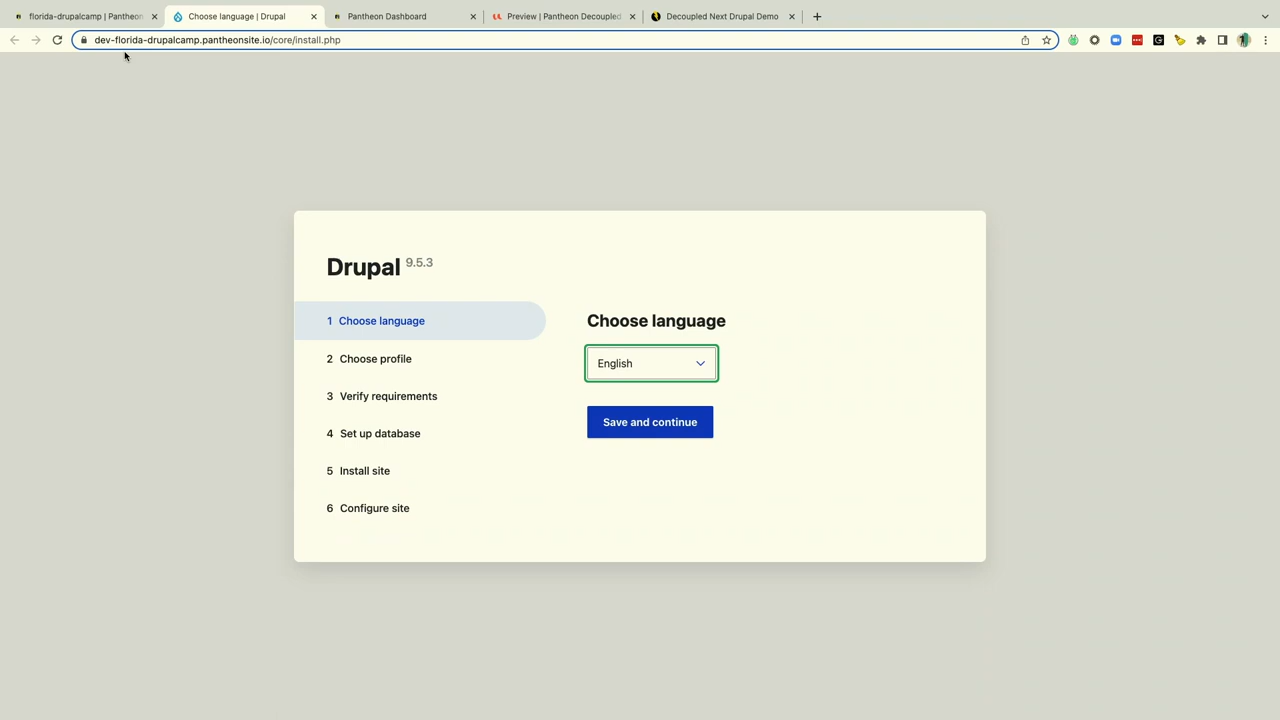 florida-drupalcamp | Pantheon
Choose language | Drupal
Pantheon Dashboard
Preview | Pantheon Decoupled
Decoupled Next Drupal Demo
dev-florida-drupalcamp.pantheonsite.io/core/install.php
Drupal 9.5.3
1 Choose language
2 Choose profile
3 Verify requirements
4 Set up database
5 Install site
6 Configure site
Choose language
English
Save and continue